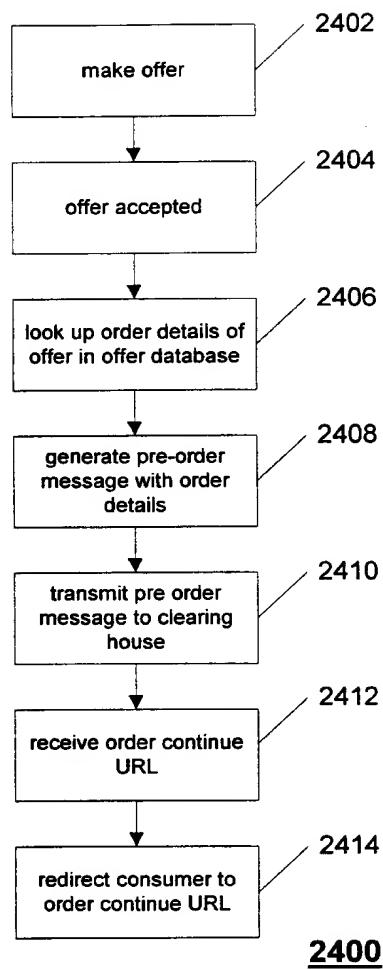 2402
make offer
2404
offer accepted
2406
look up order details of
offer in offer database
2408
generate pre-order
message with order
details
2410
transmit pre order
message to clearing
house
2412
receive order continue
URL
2414
redirect consumer to
order continue URL
2400